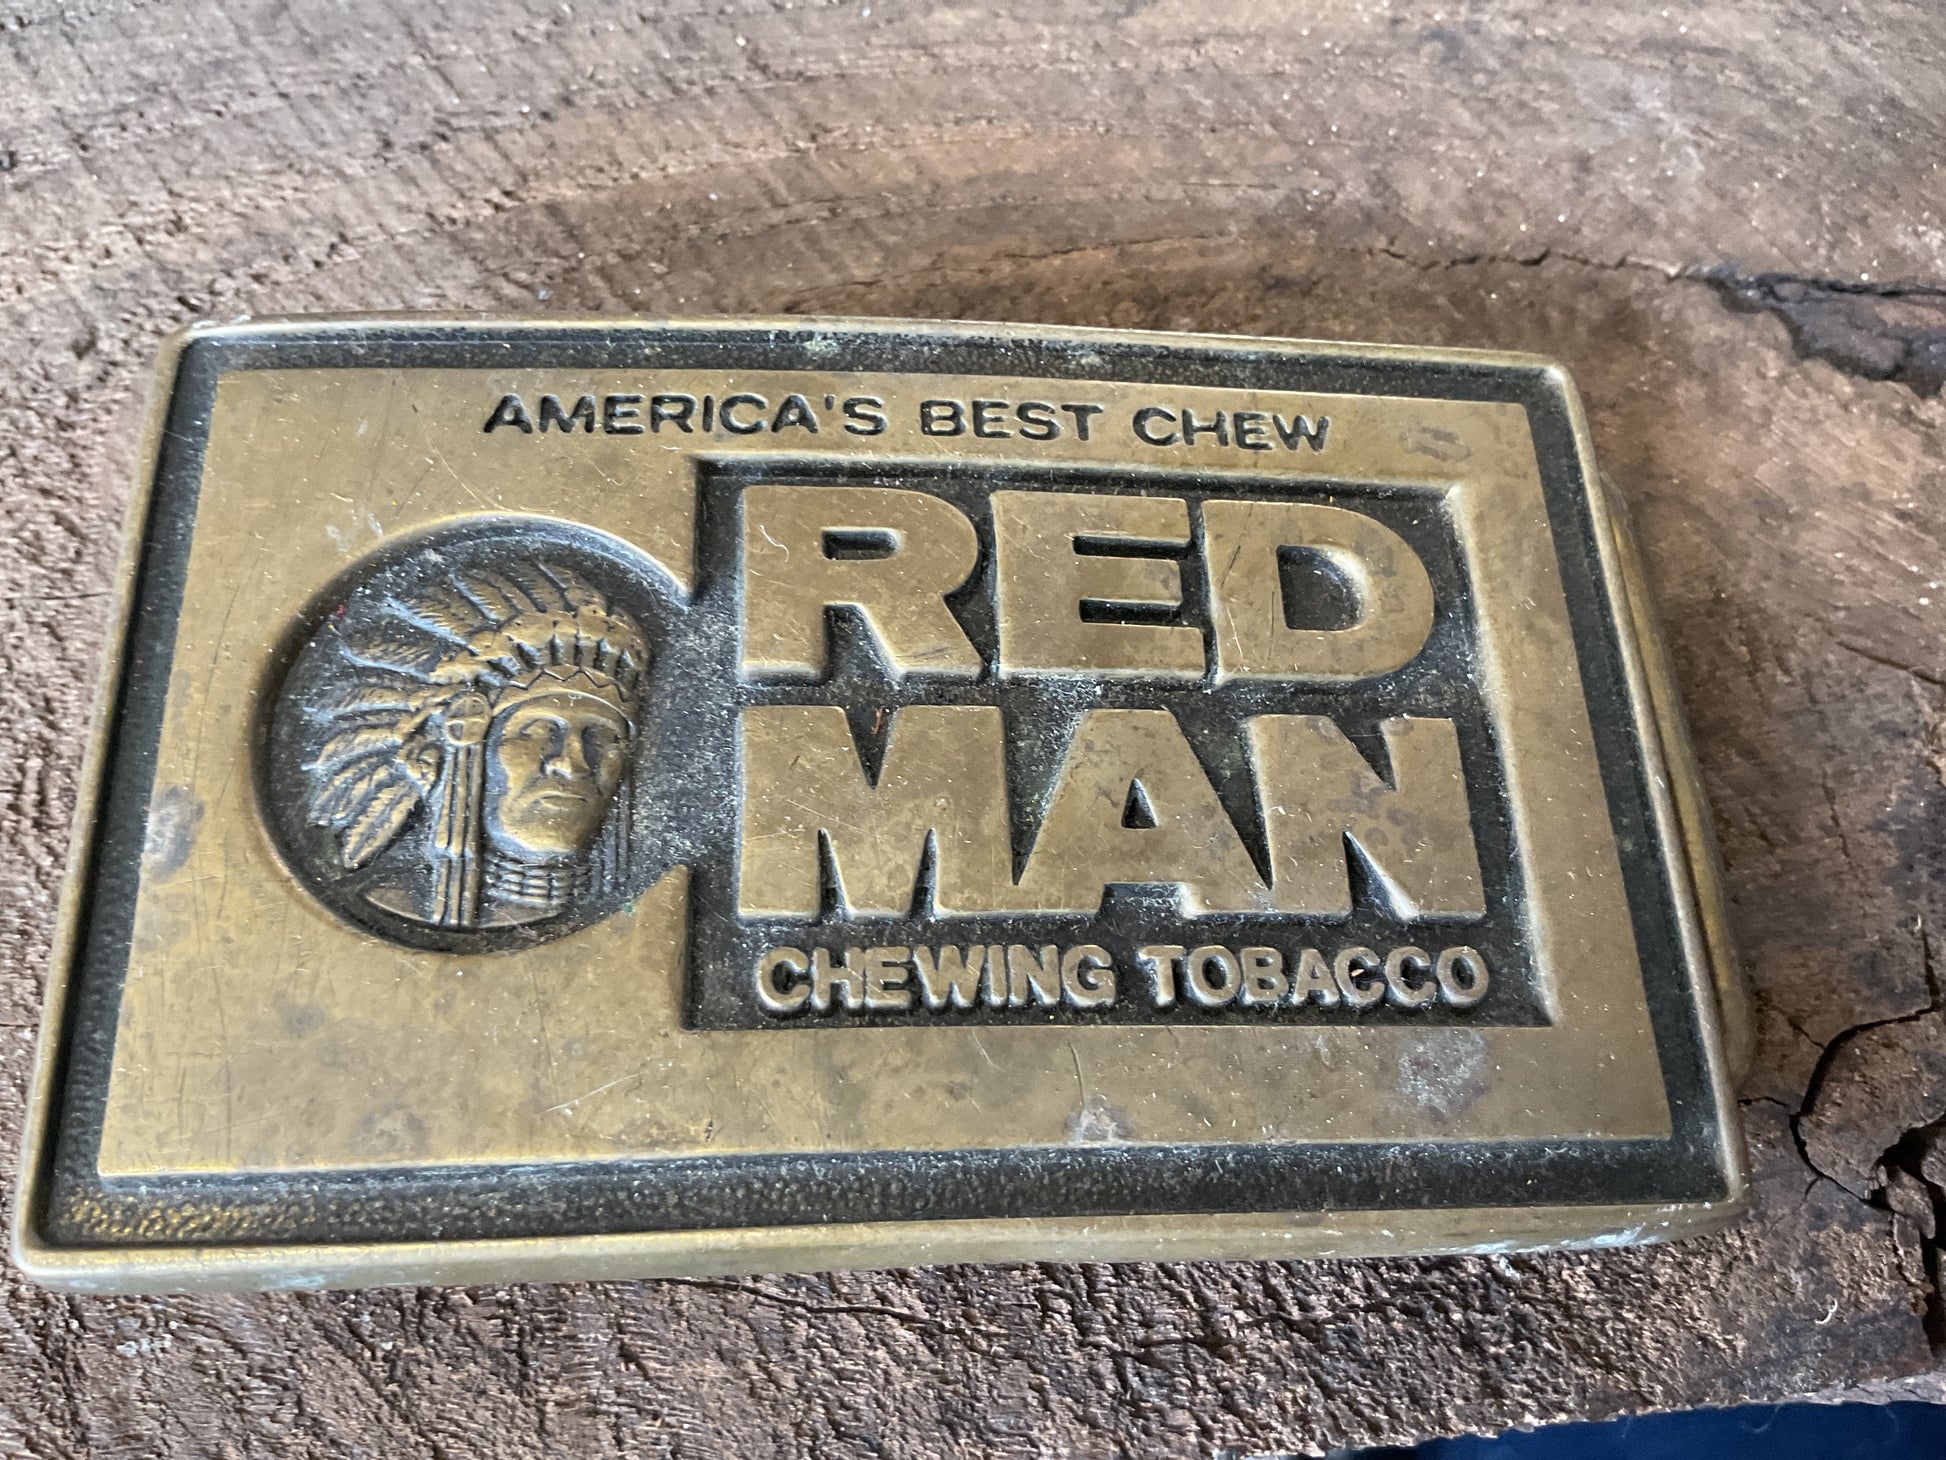 AMERICA'S BEST CHEW
RED
MAN
CHEWING TOBACCO